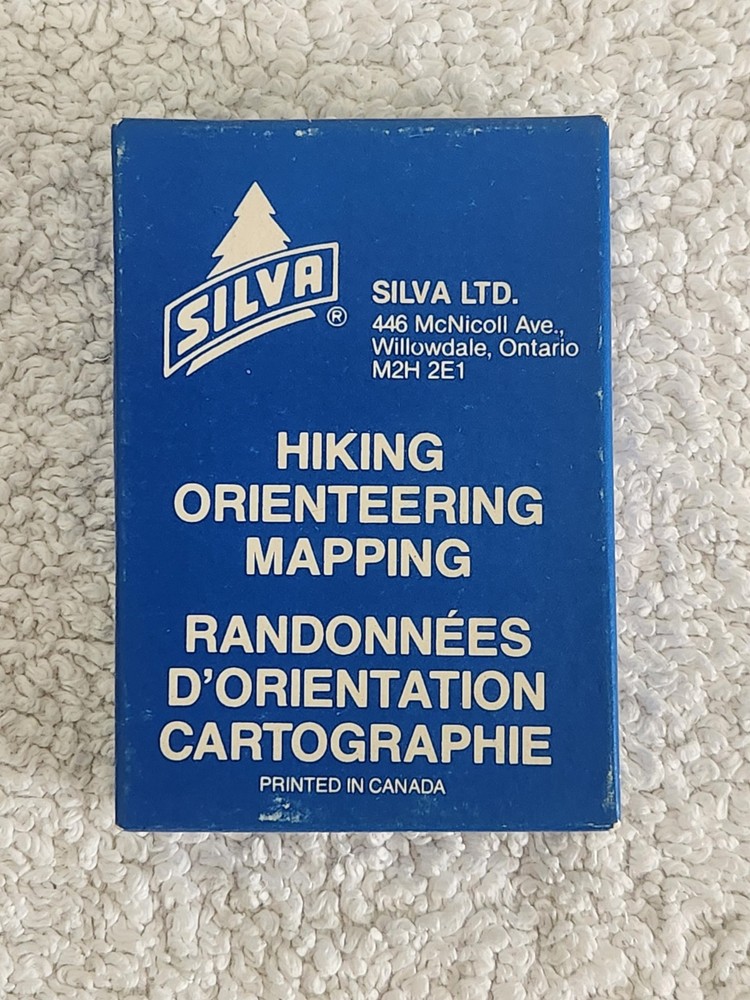 SILVA
®
SILVA LTD.
446 McNicoll Ave.,
Willowdale, Ontario
M2H 2E1
HIKING
ORIENTEERING
MAPPING
RANDONNÉES
D'ORIENTATION
CARTOGRAPHIE
PRINTED IN CANADA